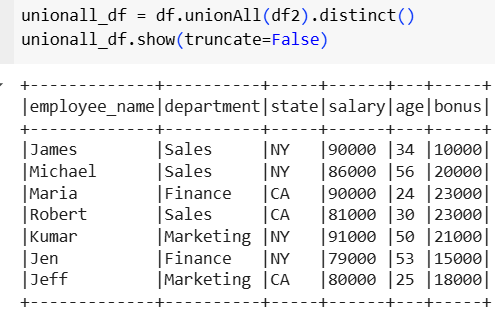 unionall_df = df.unionAll(df2).distinct()
unionall_df.show(truncate=False)
+-------------+----------+-----+------+---+-----+
|employee_name|department|state|salary|age|bonus|
+-------------+----------+-----+------+---+-----+
|James        |Sales     |NY   |90000 |34 |10000|
|Michael      |Sales     |NY   |86000 |56 |20000|
|Maria        |Finance   |CA   |90000 |24 |23000|
|Robert       |Sales     |CA   |81000 |30 |23000|
|Kumar        |Marketing |NY   |91000 |50 |21000|
|Jen          |Finance   |NY   |79000 |53 |15000|
|Jeff         |Marketing |CA   |80000 |25 |18000|
+-------------+----------+-----+------+---+-----+